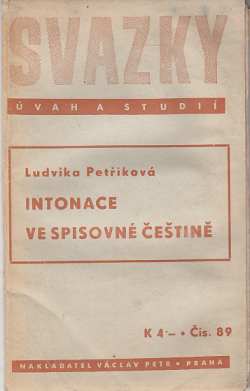 SVAZKY
ÚVAH A STUDIÍ
Ludvika Petříková
INTONACE
VE SPISOVNÉ ČEŠTINĚ
K 4·– • Čís. 89
NAKLADATEL VÁCLAV PETR • PRAHA